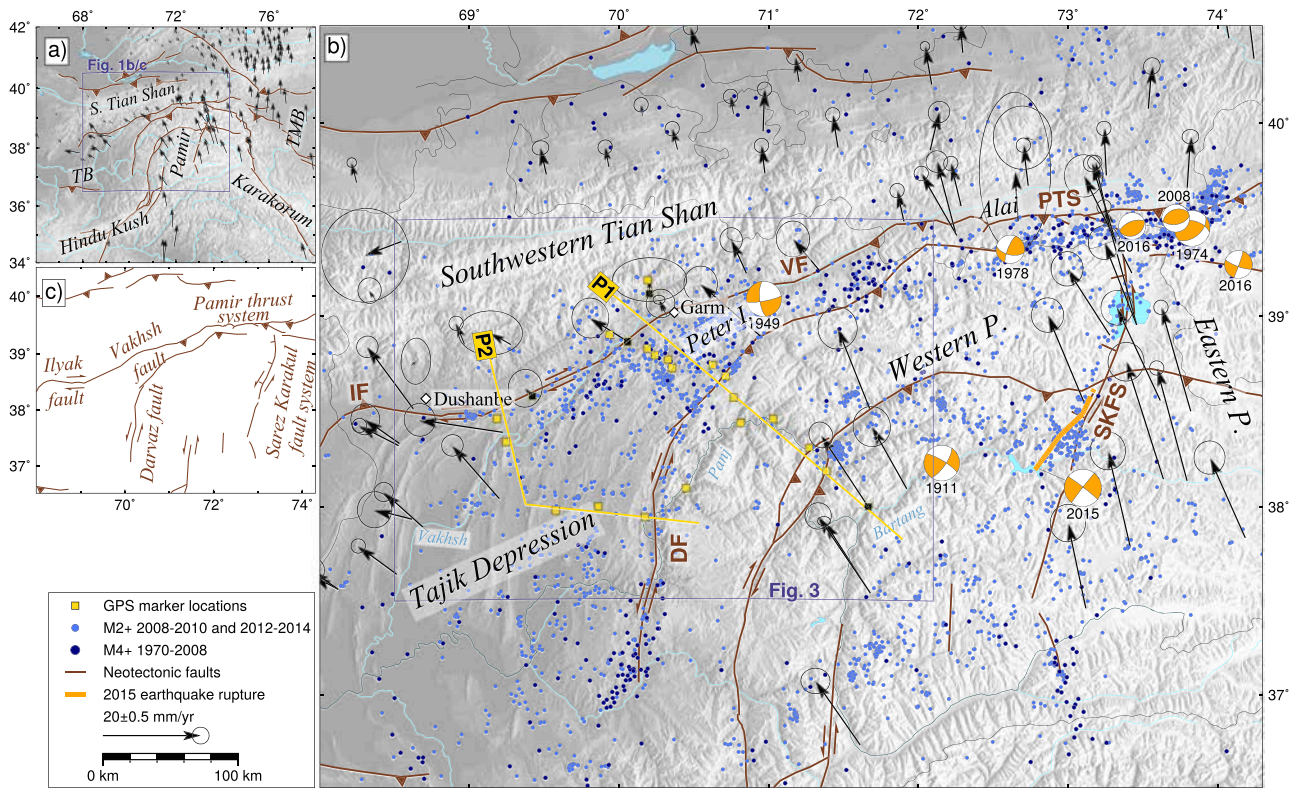 68° 72° 76°
42°
40°
38°
36°
34°
a)
Fig. 1b/c
S. Tian Shan
Pamir
TMB
TB
Karakorum
Hindu Kush
c)
40°
39°
38°
37°
70° 72° 74°
Pamir thrust
system
Vakhsh
fault
Ilyak
fault
Darvaz fault
Sarez Karakul
fault system
GPS marker locations
M2+ 2008-2010 and 2012-2014
M4+ 1970-2008
Neotectonic faults
2015 earthquake rupture
20±0.5 mm/yr
0 km 100 km
b)
69° 70° 71° 72° 73° 74°
40°
39°
38°
37°
Southwestern Tian Shan
Alai
PTS
2008
2016
1974
2016
1978
VF
P1
Garm
Peter I.
1949
P2
Western P.
Eastern P.
IF
Dushanbe
SKFS
Panj
1911
2015
Bartang
Vakhsh
Tajik Depression
DF
Fig. 3